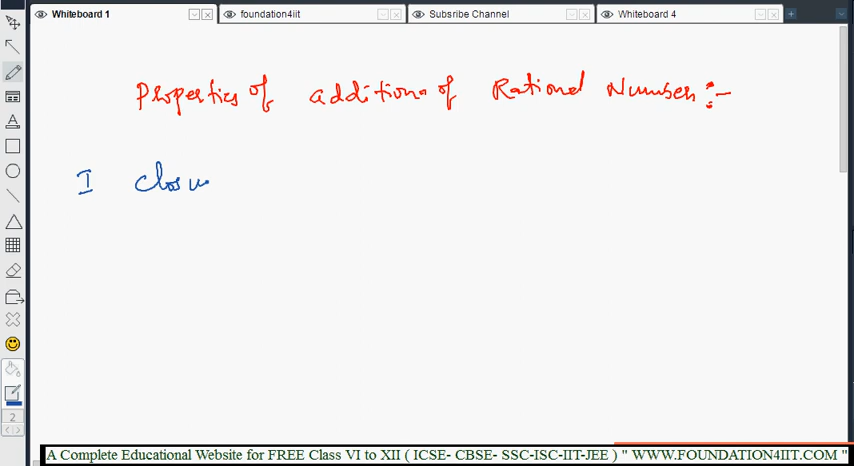 Whiteboard 1 foundation4iit Subsribe Channel Whiteboard 4
Properties of addition of Rational Number :-
I Closu
2
A Complete Educational Website for FREE Class VI to XII ( ICSE- CBSE- SSC-ISC-IIT-JEE ) " WWW.FOUNDATION4IIT.COM "